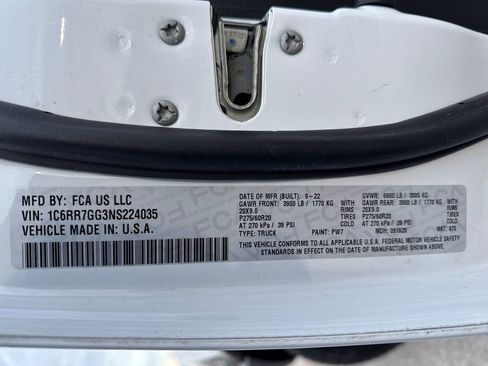 MFD BY: FCA US LLC
VIN: 1C6RR7GG3NS224035
VEHICLE MADE IN: U.S.A.
DATE OF MFR (BUILT): 9-22 GVWR: 6800 LB / 3085 KG
GAWR FRONT: 3900 LB / 1770 KG WITH GAWR REAR: 3900 LB / 1770 KG WITH
20X9.0 RIMS 20X9.0 RIMS
P275/60R20 TIRES P275/60R20 TIRES
AT 270 kPa / 39 PSI COLD AT 270 kPa / 39 PSI COLD
TYPE: TRUCK PAINT: PW7 MDH: 091620 MKT:
THIS VEHICLE CONFORMS TO ALL APPLICABLE U.S.A. FEDERAL MOTOR VEHICLE SAFETY
STANDARDS IN EFFECT ON THE DATE OF MANUFACTURE SHOWN ABOVE